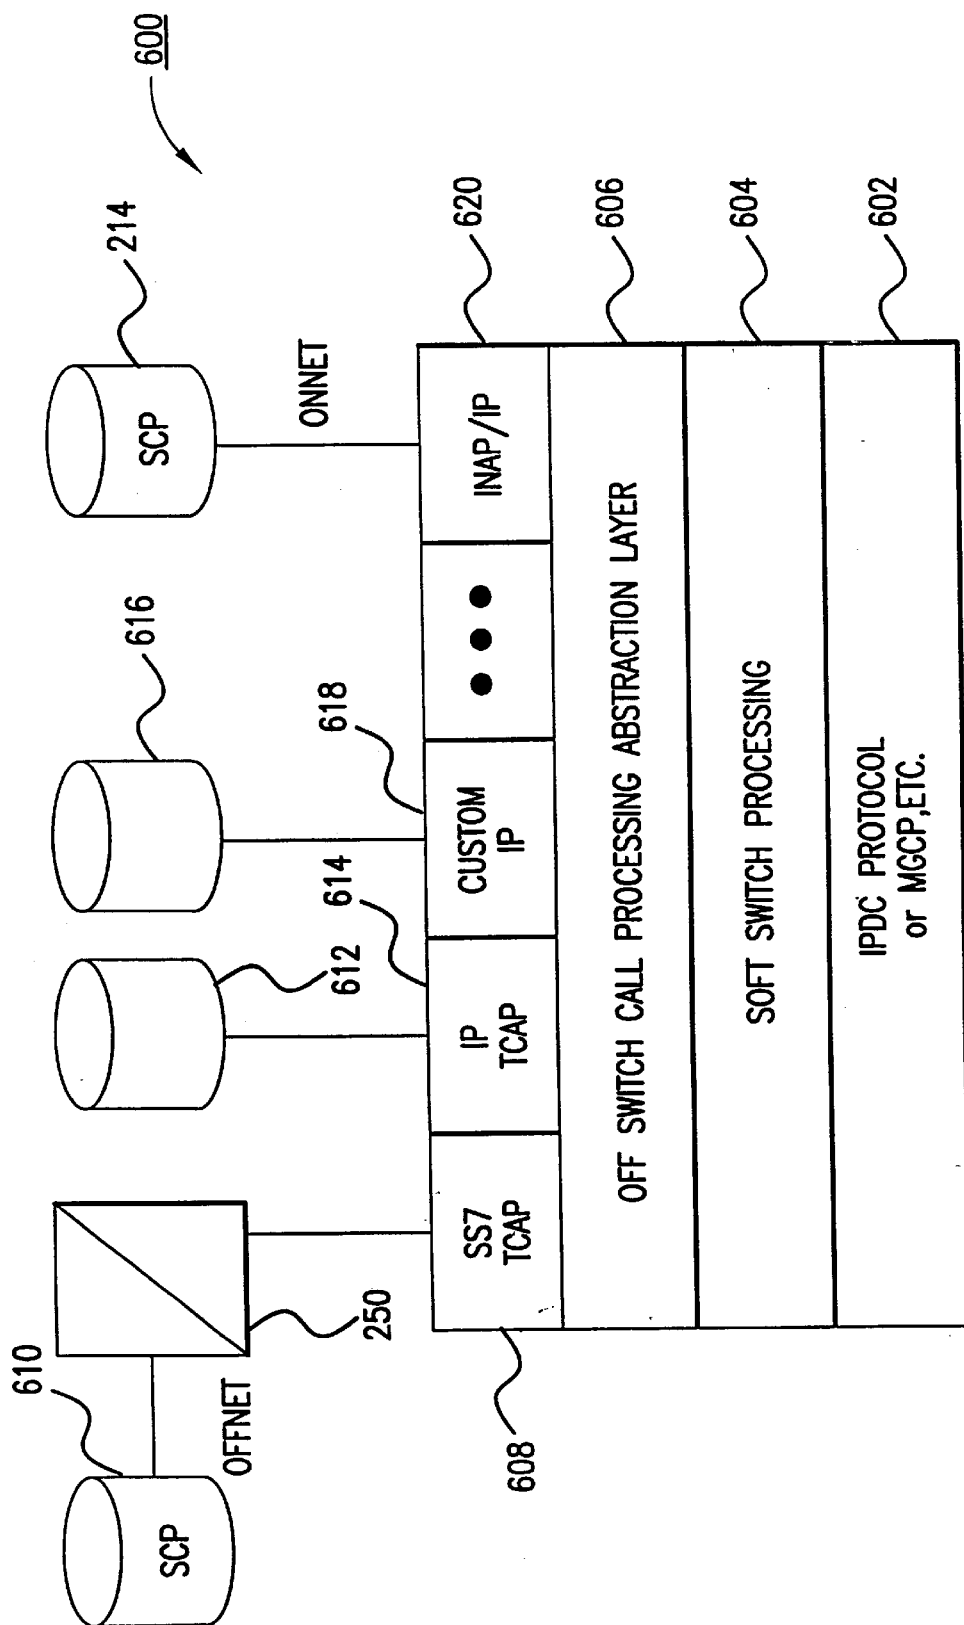 600
214
SCP
ONNET
616
612
610
SCP
OFFNET
250
618
614
608
SS7
TCAP
IP
TCAP
CUSTOM
IP
INAP/IP
620
OFF SWITCH CALL PROCESSING ABSTRACTION LAYER
606
SOFT SWITCH PROCESSING
604
IPDC PROTOCOL
or MGCP,ETC.
602